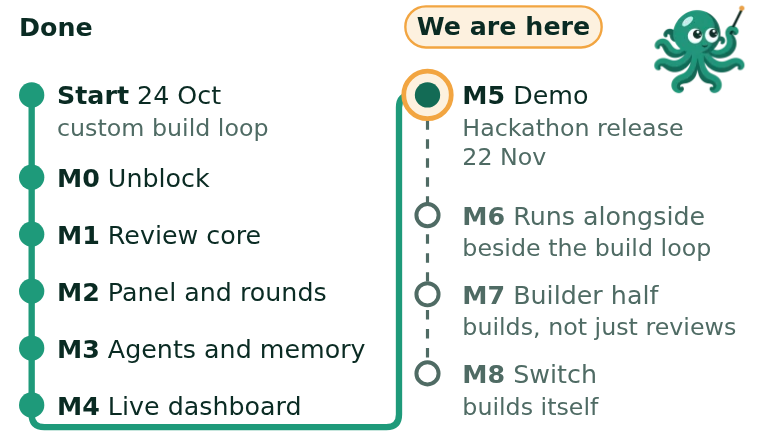 Done
Start 24 Oct
custom build loop
M0 Unblock
M1 Review core
M2 Panel and rounds
M3 Agents and memory
M4 Live dashboard
We are here
M5 Demo
Hackathon release
22 Nov
M6 Runs alongside
beside the build loop
M7 Builder half
builds, not just reviews
M8 Switch
builds itself